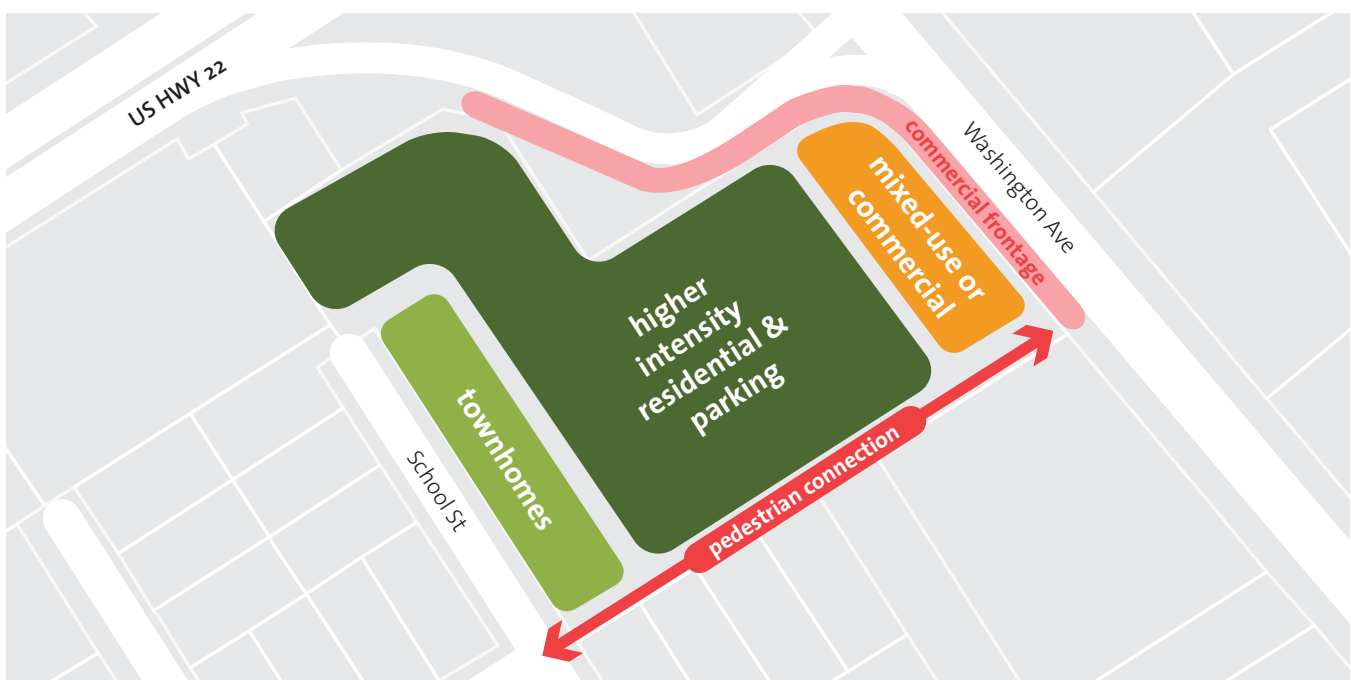 US HWY 22
Washington Ave
commercial frontage
mixed-use or
commercial
higher
intensity
residential &
parking
townhomes
School St
pedestrian connection